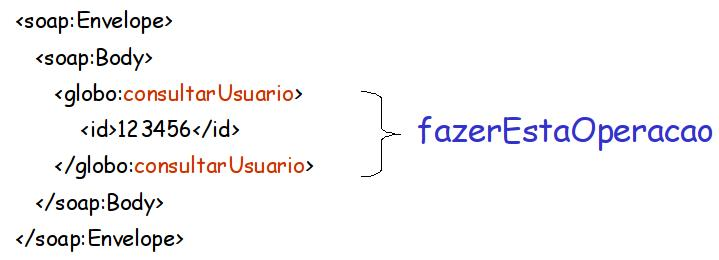 <soap:Envelope>
<soap:Body>
<globo:consultarUsuario>
<id>123456</id>
</globo:consultarUsuario>
</soap:Body>
</soap:Envelope>
fazerEstaOperacao